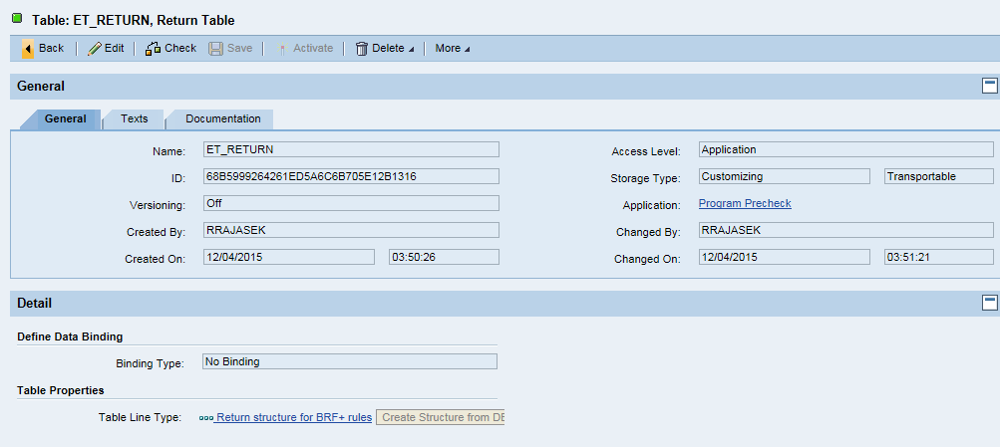 Table: ET_RETURN, Return Table
Back Edit Check Save Activate Delete More
General
General Texts Documentation
Name: ET_RETURN Access Level: Application
ID: 68B5999264261ED5A6C6B705E12B1316 Storage Type: Customizing Transportable
Versioning: Off Application: Program Precheck
Created By: RRAJASEK Changed By: RRAJASEK
Created On: 12/04/2015 03:50:26 Changed On: 12/04/2015 03:51:21
Detail
Define Data Binding
Binding Type: No Binding
Table Properties
Table Line Type: Return structure for BRF+ rules Create Structure from DE